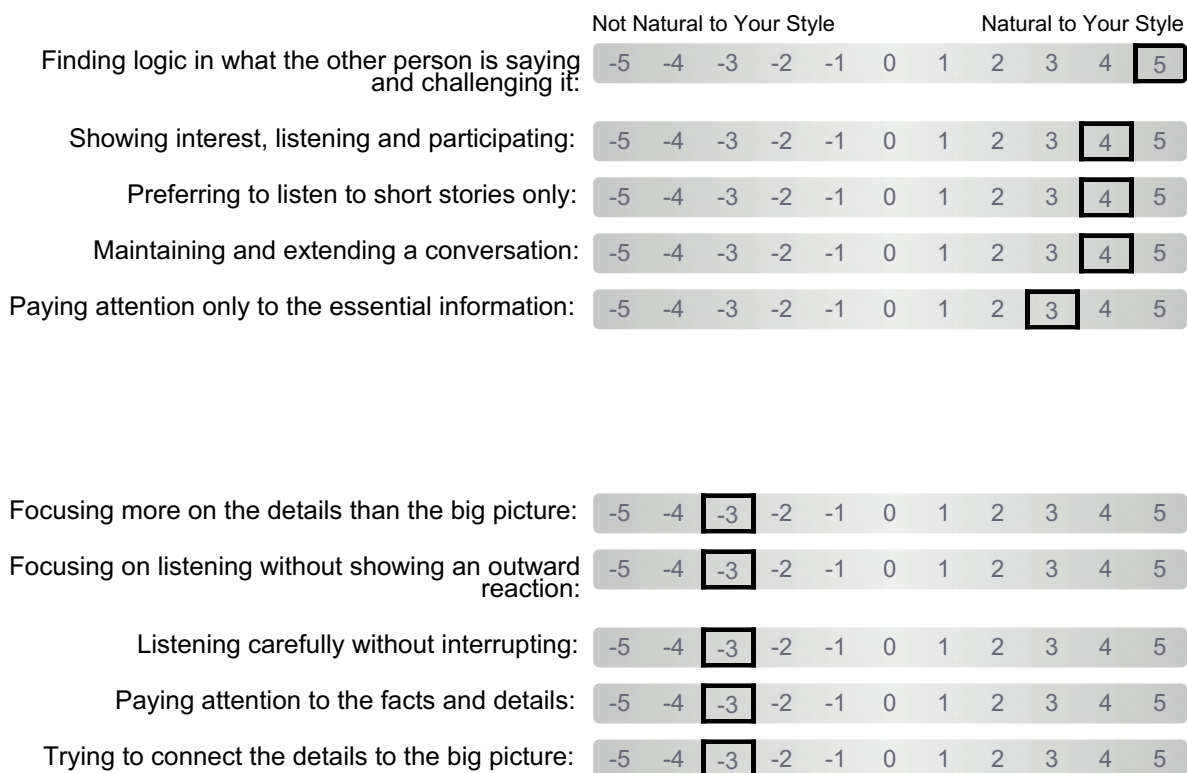 Not Natural to Your Style Natural to Your Style
Finding logic in what the other person is saying
and challenging it:
-5 -4 -3 -2 -1 0 1 2 3 4 5
Showing interest, listening and participating: -5 -4 -3 -2 -1 0 1 2 3 4 5
Preferring to listen to short stories only: -5 -4 -3 -2 -1 0 1 2 3 4 5
Maintaining and extending a conversation: -5 -4 -3 -2 -1 0 1 2 3 4 5
Paying attention only to the essential information: -5 -4 -3 -2 -1 0 1 2 3 4 5
Focusing more on the details than the big picture: -5 -4 -3 -2 -1 0 1 2 3 4 5
Focusing on listening without showing an outward
reaction:
-5 -4 -3 -2 -1 0 1 2 3 4 5
Listening carefully without interrupting: -5 -4 -3 -2 -1 0 1 2 3 4 5
Paying attention to the facts and details: -5 -4 -3 -2 -1 0 1 2 3 4 5
Trying to connect the details to the big picture: -5 -4 -3 -2 -1 0 1 2 3 4 5